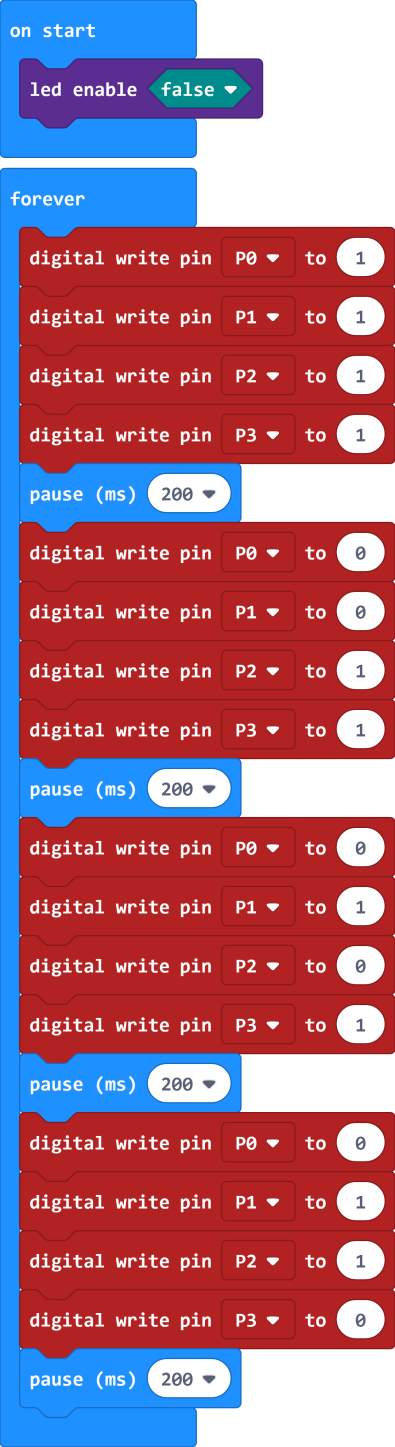 on start
led enable false
forever
digital write pin P0 to 1
digital write pin P1 to 1
digital write pin P2 to 1
digital write pin P3 to 1
pause (ms) 200
digital write pin P0 to 0
digital write pin P1 to 0
digital write pin P2 to 1
digital write pin P3 to 1
pause (ms) 200
digital write pin P0 to 0
digital write pin P1 to 1
digital write pin P2 to 0
digital write pin P3 to 1
pause (ms) 200
digital write pin P0 to 0
digital write pin P1 to 1
digital write pin P2 to 1
digital write pin P3 to 0
pause (ms) 200